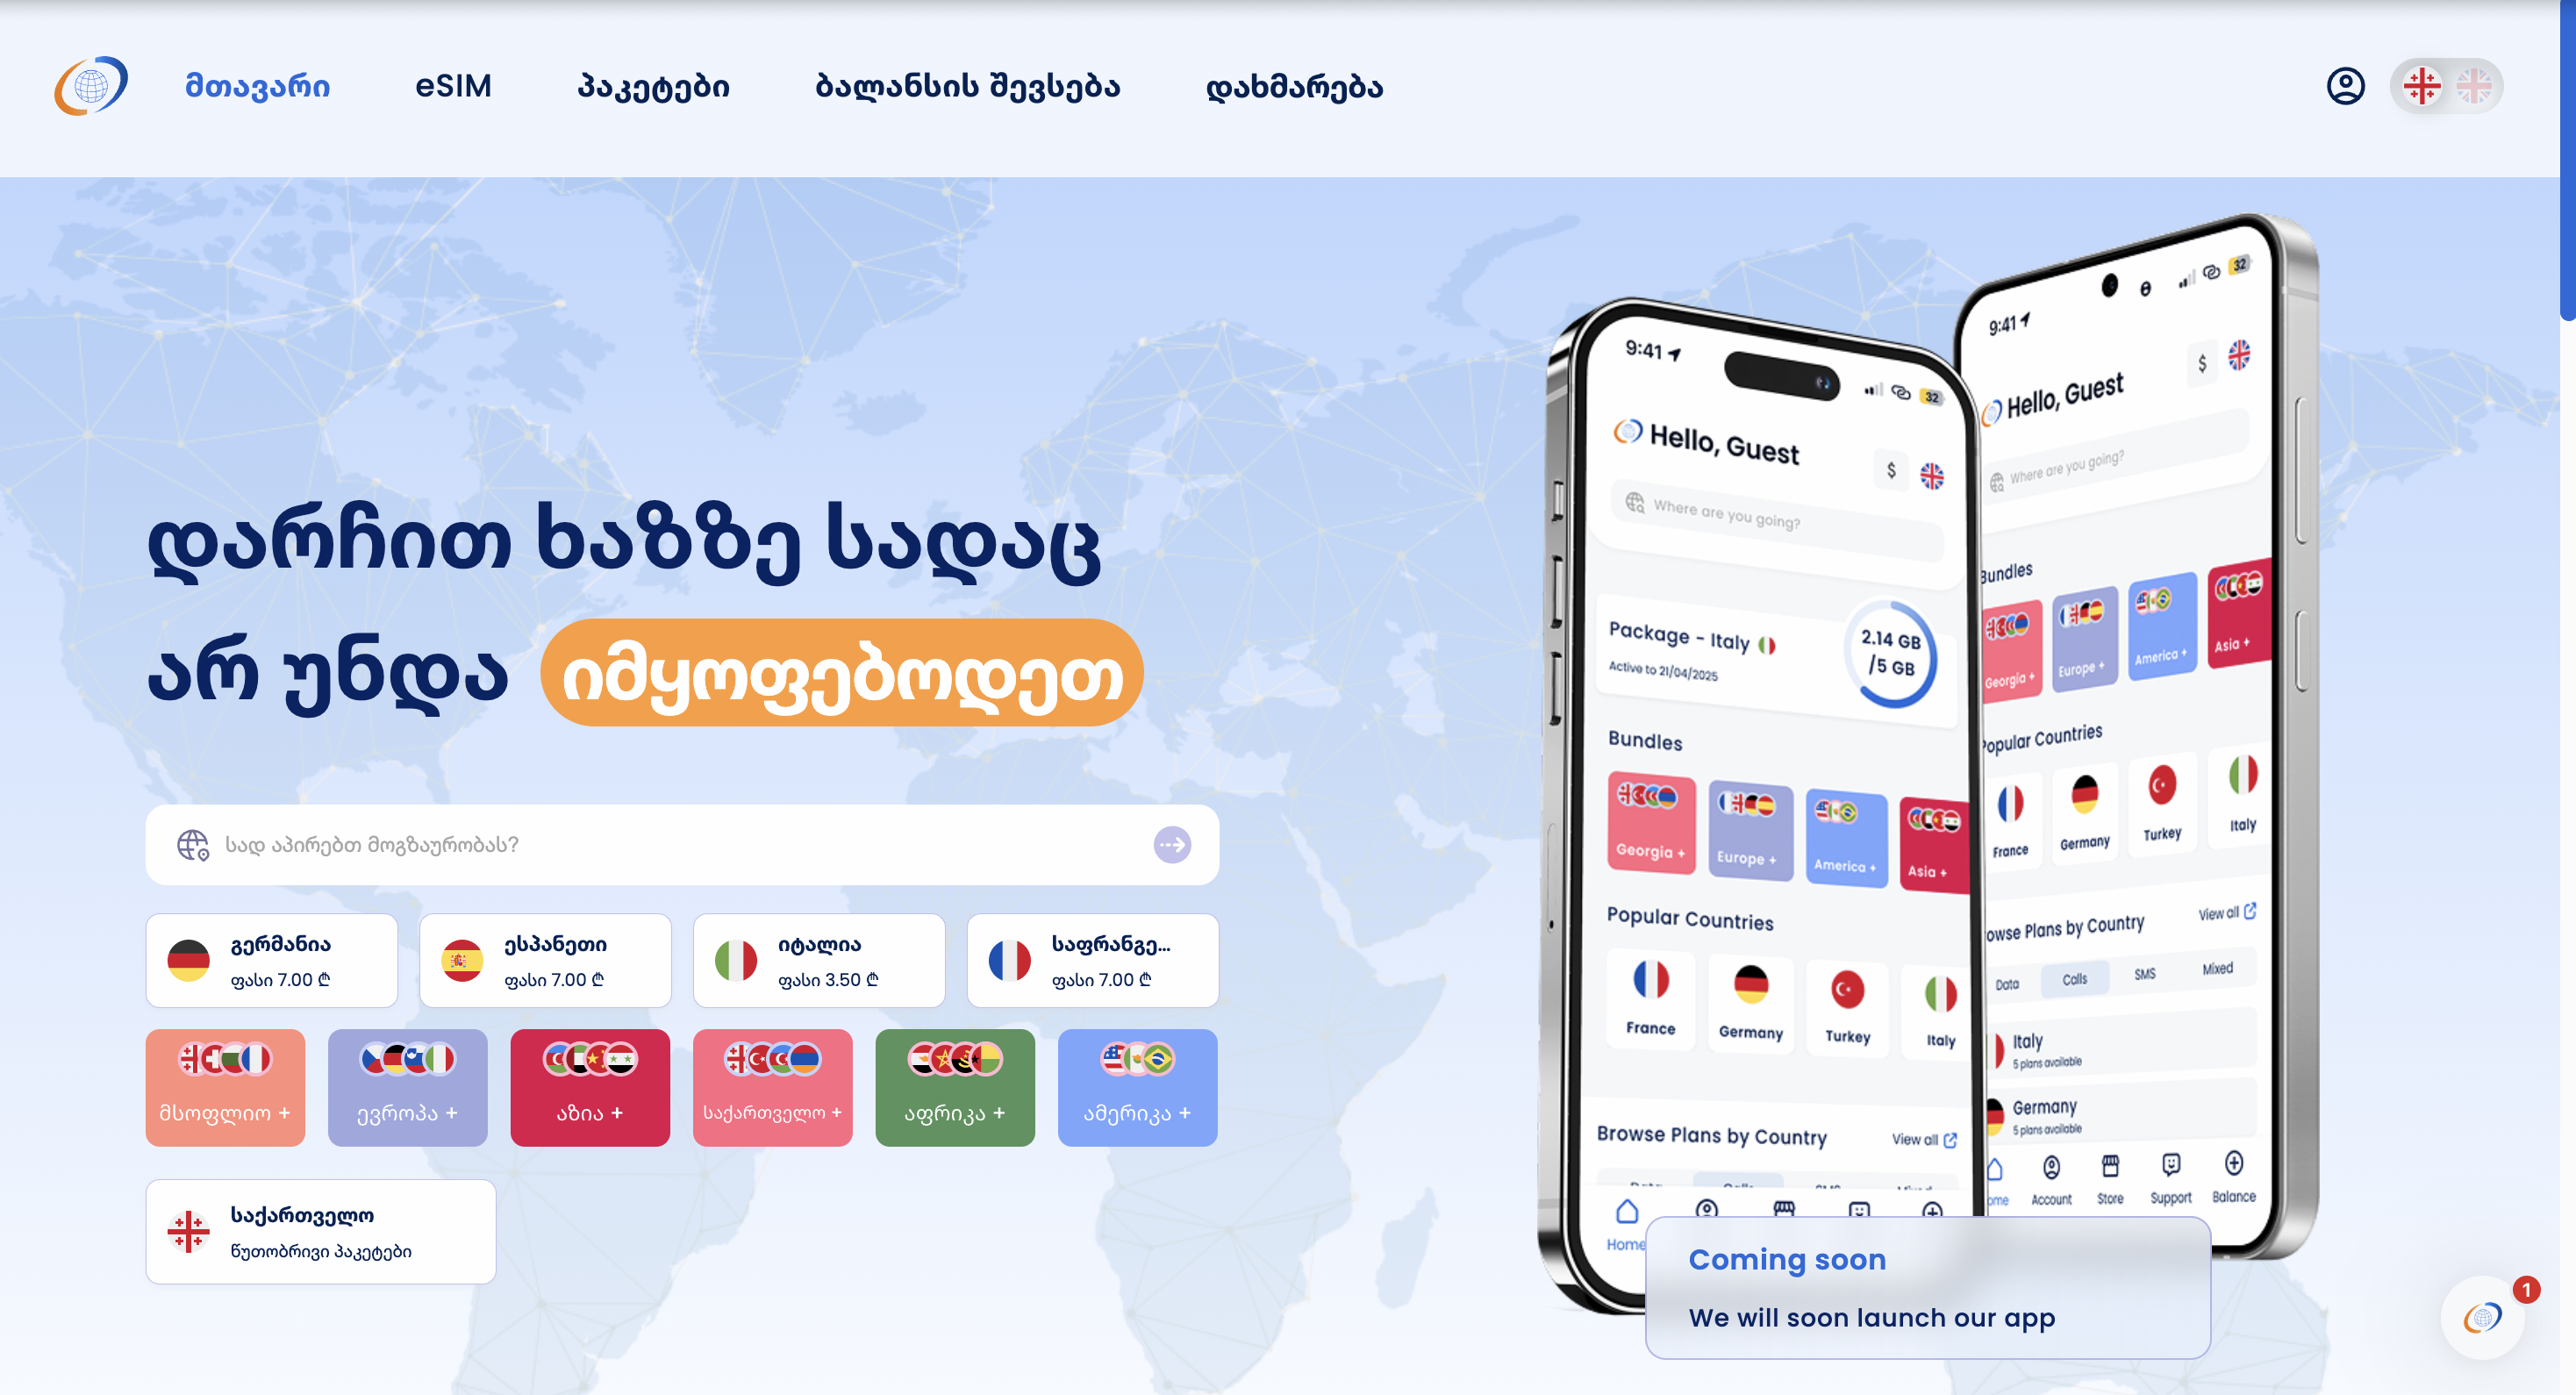 მთავარი
eSIM
პაკეტები
ბალანსის შევსება
დახმარება
დარჩით ხაზზე სადაც
არ უნდა იმყოფებოდეთ
სად აპირებთ მოგზაურობას?
გერმანია
ფასი 7.00 ₾
ესპანეთი
ფასი 7.00 ₾
იტალია
ფასი 3.50 ₾
საფრანგე...
ფასი 7.00 ₾
მსოფლიო +
ევროპა +
აზია +
საქართველო +
აფრიკა +
ამერიკა +
საქართველო
წუთობრივი პაკეტები
9:41
32
Hello, Guest
$
Where are you going?
Package - Italy
Active to 21/04/2025
2.14 GB
/5 GB
Bundles
Georgia +
Europe +
America +
Asia +
Popular Countries
France
Germany
Turkey
Italy
Browse Plans by Country
View all
Home
9:41
32
Hello, Guest
$
Where are you going?
Bundles
Georgia +
Europe +
America +
Asia +
Popular Countries
France
Germany
Turkey
Italy
owse Plans by Country
View all
Data
Calls
SMS
Mixed
Italy
5 plans available
Germany
5 plans available
ome
Account
Store
Support
Balance
Coming soon
We will soon launch our app
1